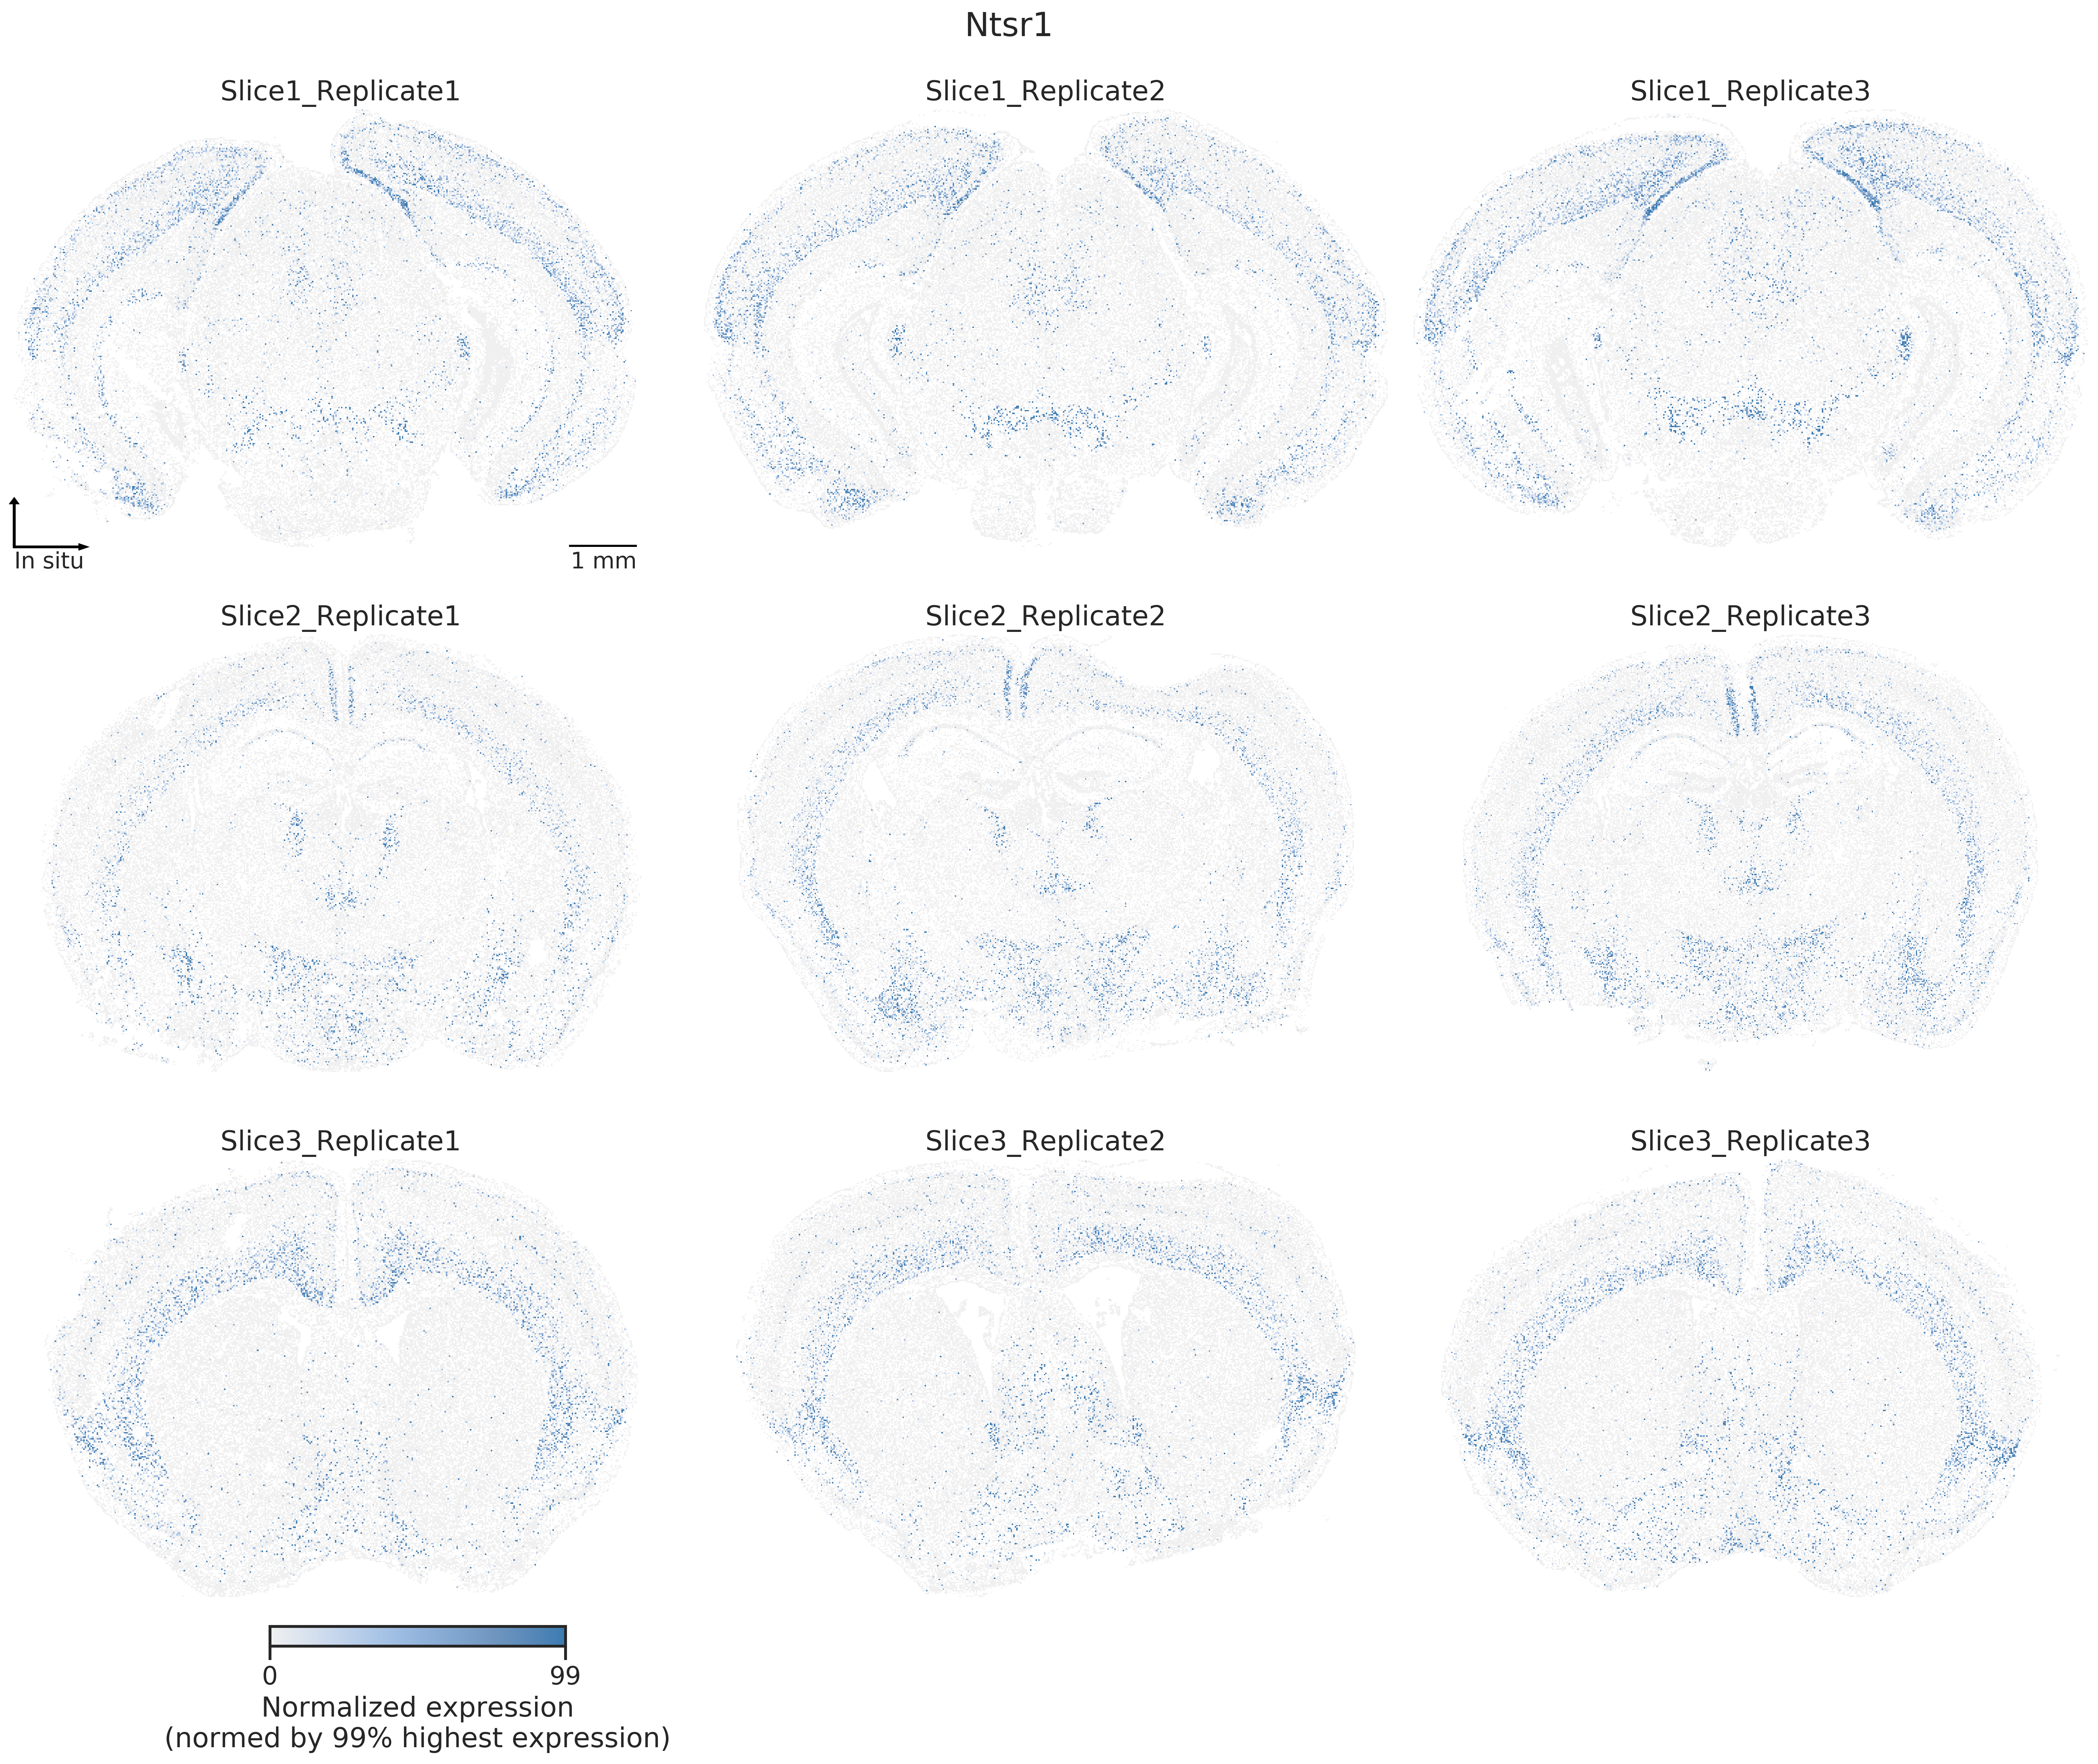 Ntsr1
Slice1_Replicate1
Slice1_Replicate2
Slice1_Replicate3
In situ
1 mm
Slice2_Replicate1
Slice2_Replicate2
Slice2_Replicate3
Slice3_Replicate1
Slice3_Replicate2
Slice3_Replicate3
0
99
Normalized expression
(normed by 99% highest expression)